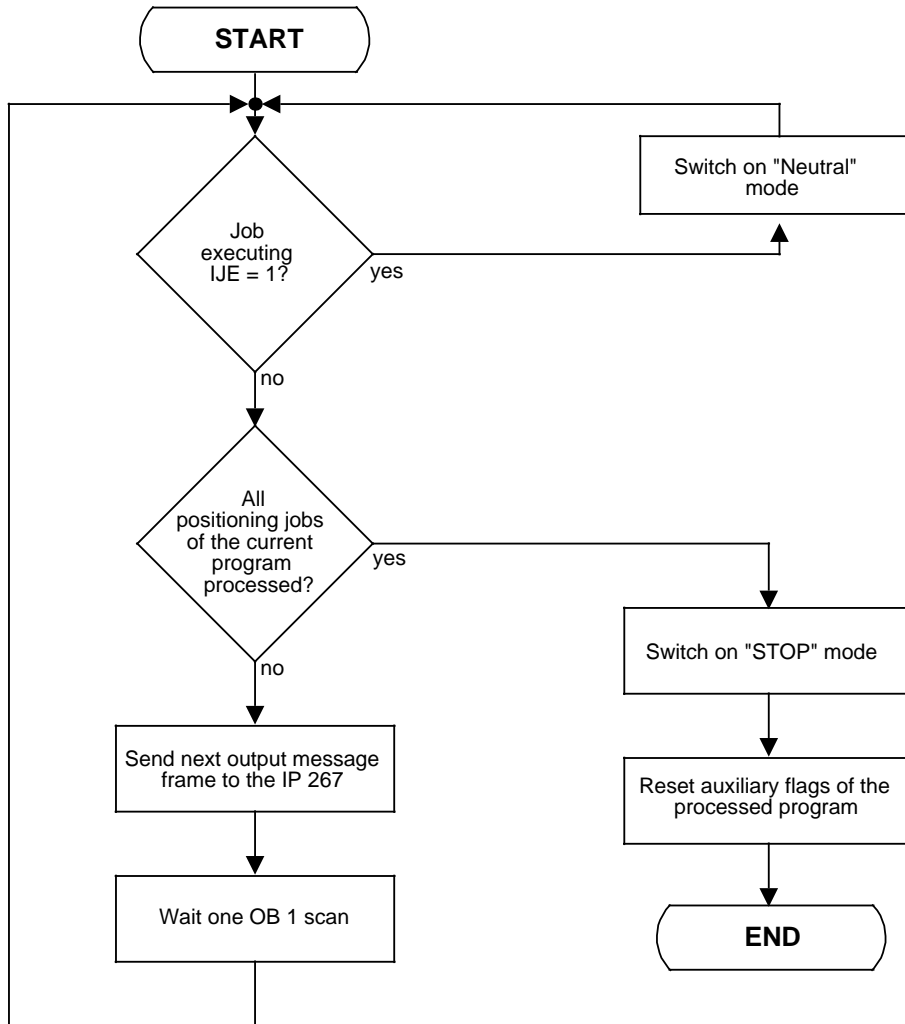 START
Switch on "Neutral"
mode
Job
executing
IJE = 1?
yes
no
All
positioning jobs
of the current
program
processed?
yes
no
Switch on "STOP" mode
Send next output message
frame to the IP 267
Reset auxiliary flags of the
processed program
Wait one OB 1 scan
END